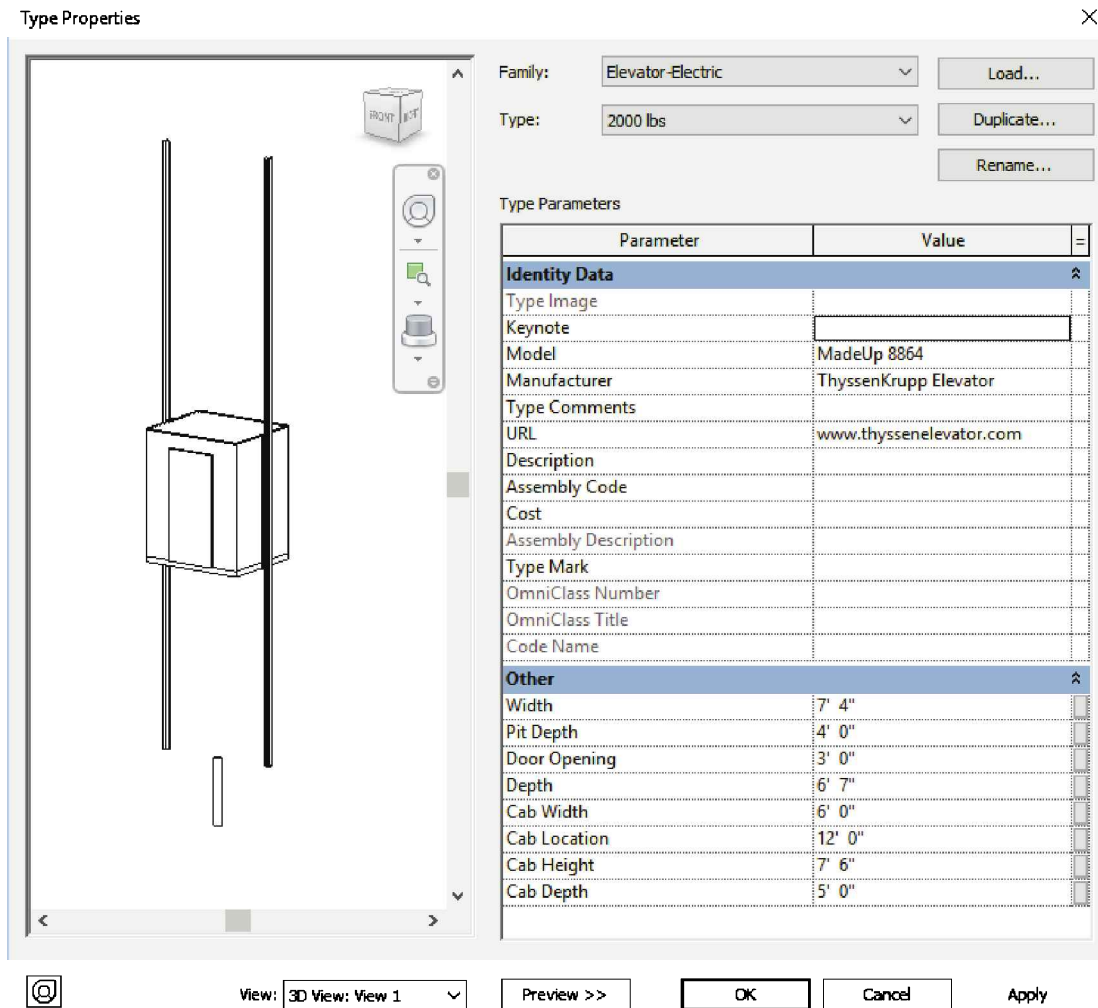 Type Properties
FRONT
Family: Elevator-Electric Load...
Type: 2000 lbs Duplicate...
Rename...
Type Parameters
Parameter Value =
Identity Data
Type Image
Keynote
Model MadeUp 8864
Manufacturer ThyssenKrupp Elevator
Type Comments
URL www.thyssenelevator.com
Description
Assembly Code
Cost
Assembly Description
Type Mark
OmniClass Number
OmniClass Title
Code Name
Other
Width 7' 4"
Pit Depth 4' 0"
Door Opening 3' 0"
Depth 6' 7"
Cab Width 6' 0"
Cab Location 12' 0"
Cab Height 7' 6"
Cab Depth 5' 0"
View: 3D View: View 1 Preview >> OK Cancel Apply